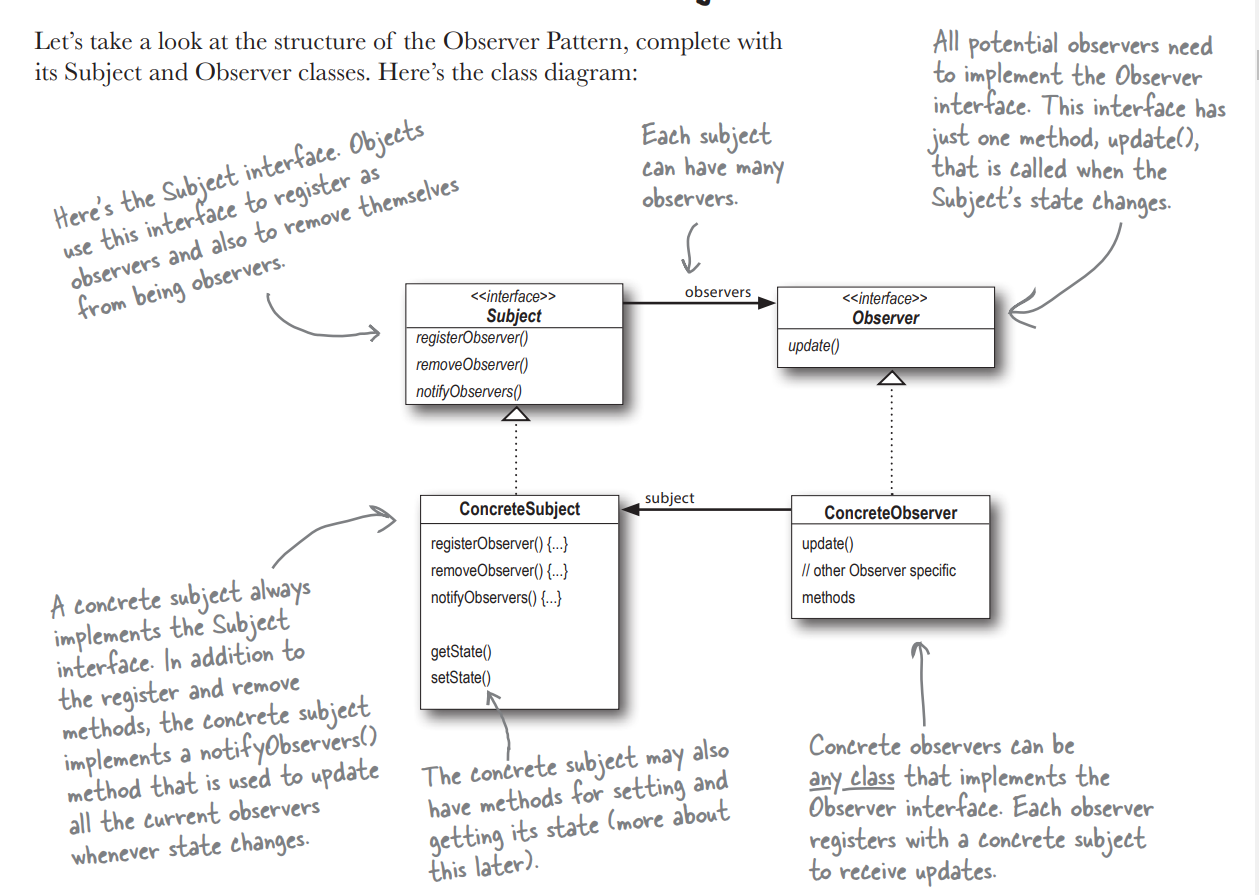 Let's take a look at the structure of the Observer Pattern, complete with
its Subject and Observer classes. Here's the class diagram:
All potential observers need
to implement the Observer
interface. This interface has
just one method, update(),
that is called when the
Subject's state changes.
Each subject
can have many
observers.
Here's the Subject interface. Objects
use this interface to register as
observers and also to remove themselves
from being observers.
<<interface>>
Subject
registerObserver()
removeObserver()
notifyObservers()
observers
<<interface>>
Observer
update()
ConcreteSubject
registerObserver() {...}
removeObserver() {...}
notifyObservers() {...}
getState()
setState()
subject
ConcreteObserver
update()
// other Observer specific
methods
A concrete subject always
implements the Subject
interface. In addition to
the register and remove
methods, the concrete subject
implements a notifyObservers()
method that is used to update
all the current observers
whenever state changes.
The concrete subject may also
have methods for setting and
getting its state (more about
this later).
Concrete observers can be
any class that implements the
Observer interface. Each observer
registers with a concrete subject
to receive updates.